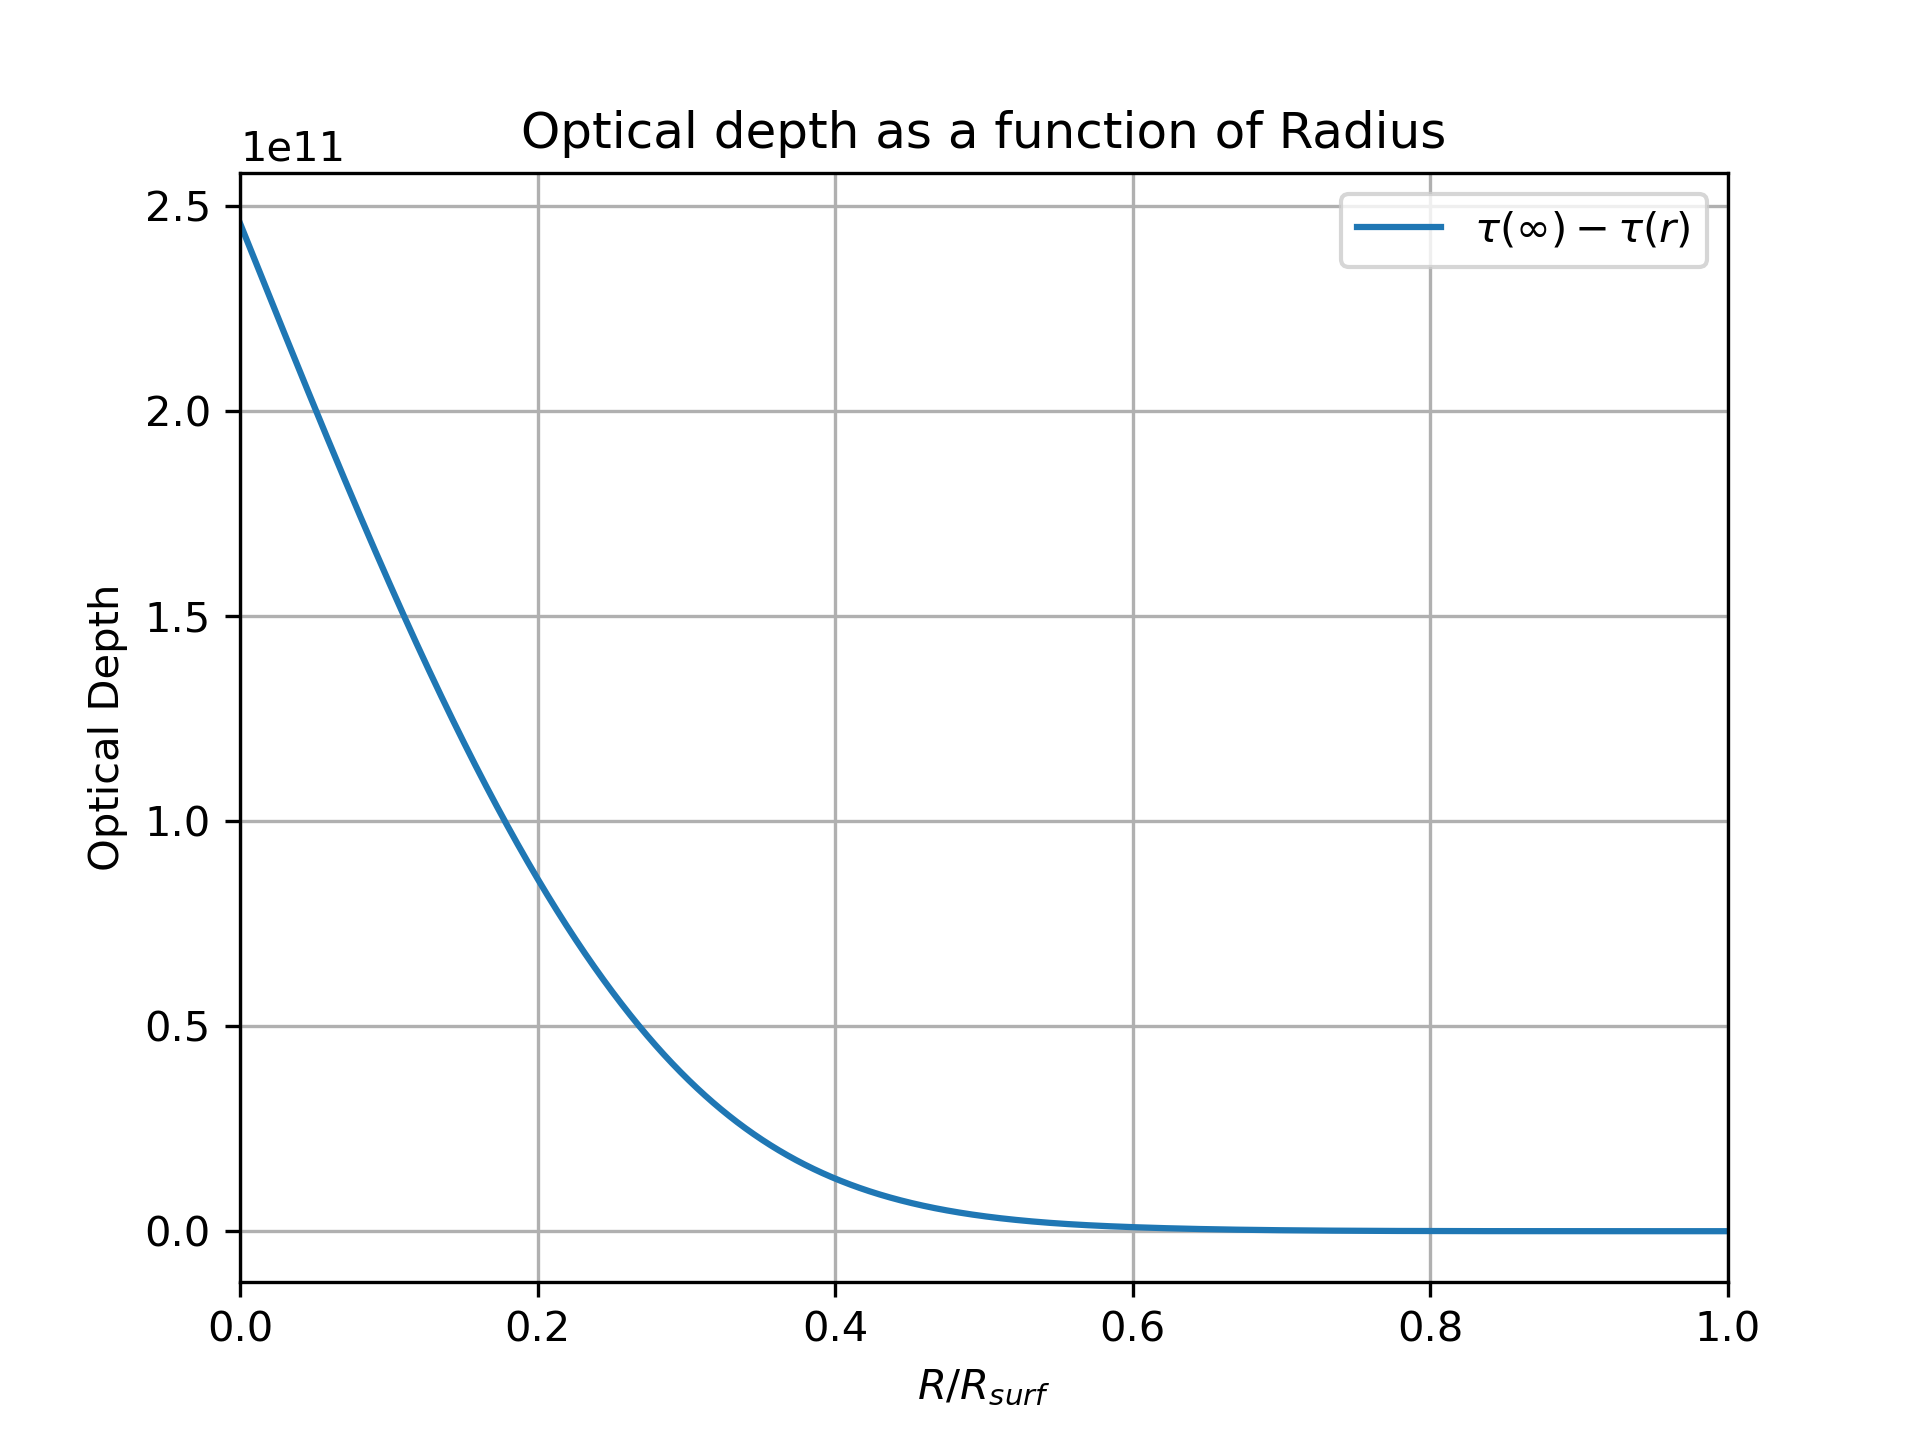 Optical depth as a function of Radius
1e11
τ(∞) − τ(r)
2.5
2.0
1.5
1.0
0.5
0.0
Optical Depth
0.0 0.2 0.4 0.6 0.8 1.0
R/R_surf